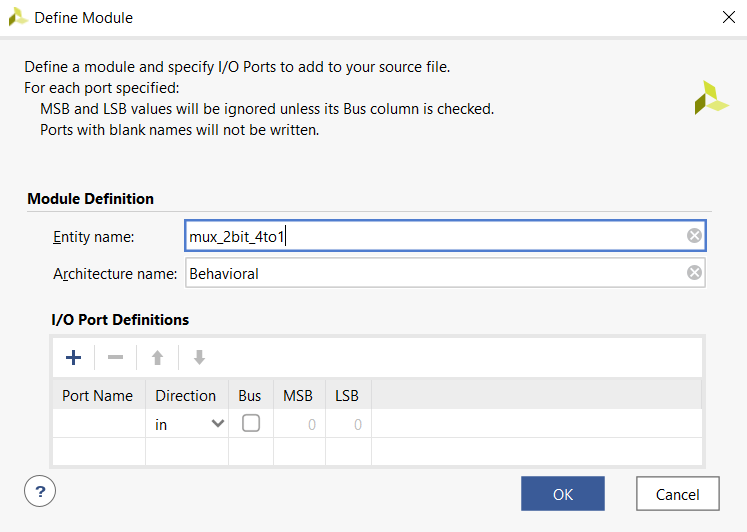 Define Module
Define a module and specify I/O Ports to add to your source file.
For each port specified:
MSB and LSB values will be ignored unless its Bus column is checked.
Ports with blank names will not be written.
Module Definition
Entity name: mux_2bit_4to1
Architecture name: Behavioral
I/O Port Definitions
Port Name Direction Bus MSB LSB
in 0 0
? OK Cancel